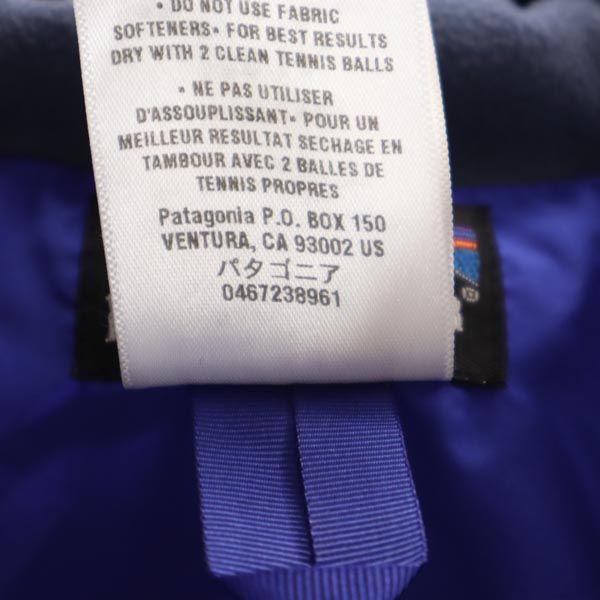 • DO NOT USE FABRIC
SOFTENERS• FOR BEST RESULTS
DRY WITH 2 CLEAN TENNIS BALLS
• NE PAS UTILISER
D'ASSOUPLISSANT• POUR UN
MEILLEUR RESULTAT SECHAGE EN
TAMBOUR AVEC 2 BALLES DE
TENNIS PROPRES
Patagonia P.O. BOX 150
VENTURA, CA 93002 US
パタゴニア
0467238961
®